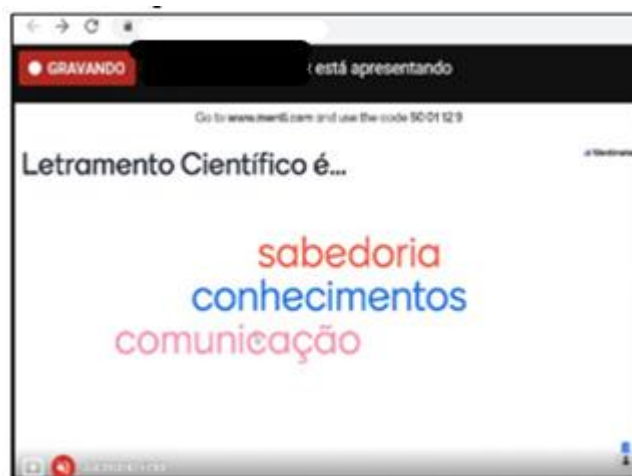 GRAVANDO está apresentando
Go to www.menti.com and use the code 50 01 12 9
Letramento Científico é...
sabedoria
conhecimentos
comunicação